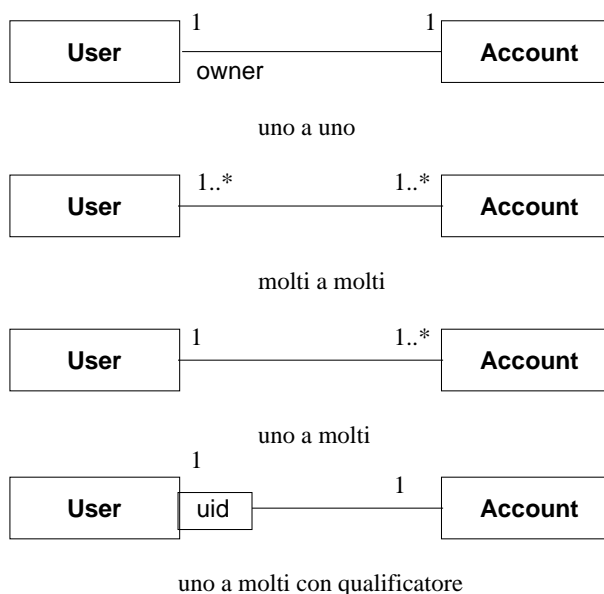 1 1
User Account
owner
uno a uno
1..* 1..*
User Account
molti a molti
1 1..*
User Account
uno a molti
1 1
User uid Account
uno a molti con qualificatore